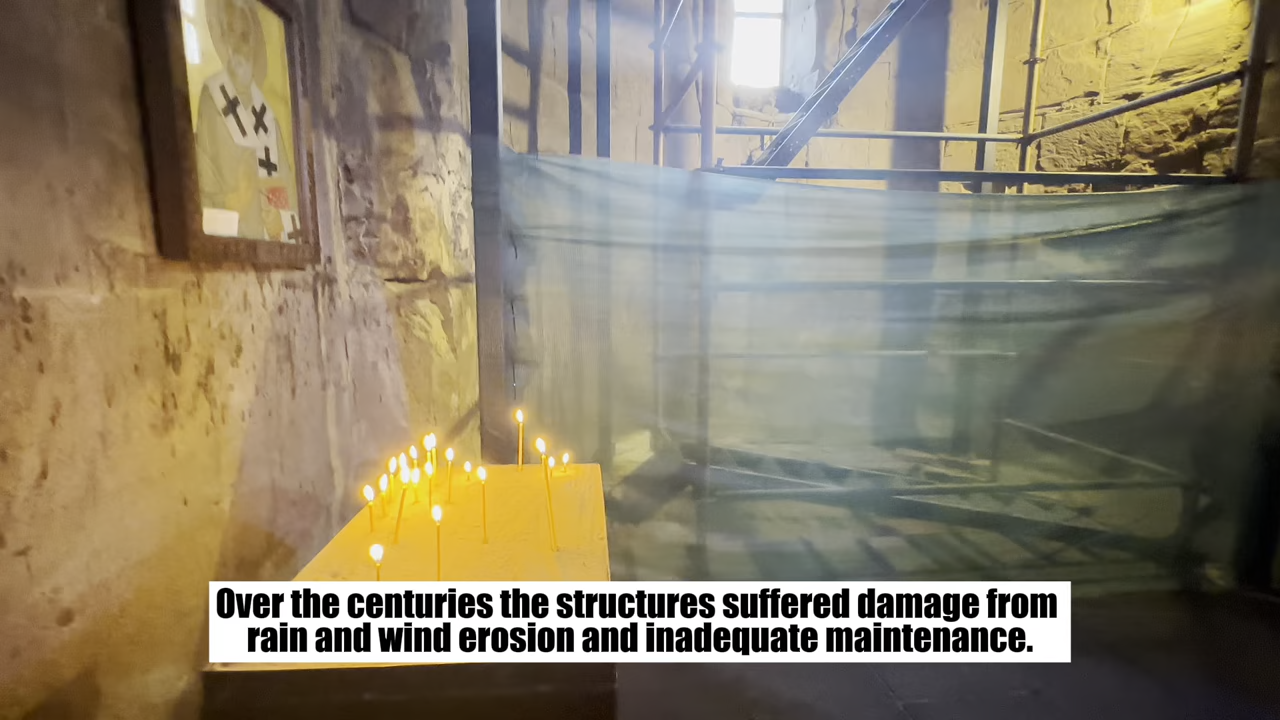 Over the centuries the structures suffered damage from
rain and wind erosion and inadequate maintenance.